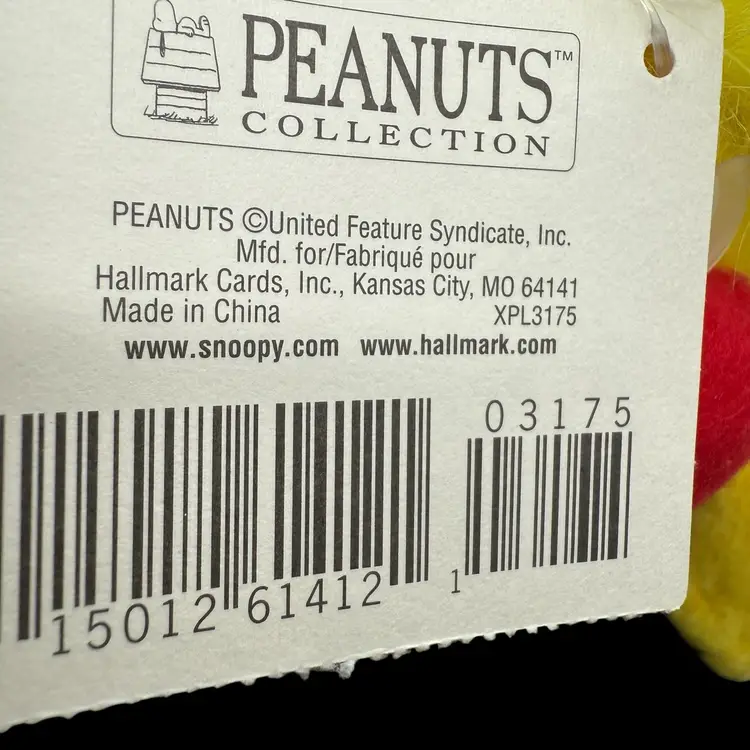 PEANUTS™
COLLECTION
PEANUTS ©United Feature Syndicate, Inc.
Mfd. for/Fabriqué pour
Hallmark Cards, Inc., Kansas City, MO 64141
Made in China XPL3175
www.snoopy.com www.hallmark.com
03175
15012 61412 1